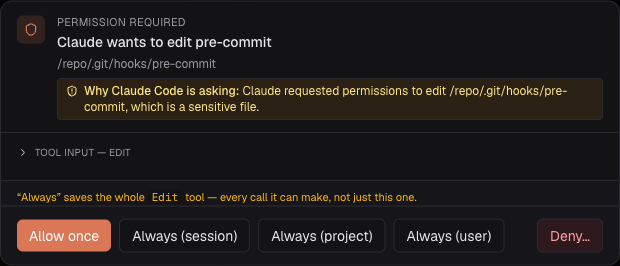 PERMISSION REQUIRED
Claude wants to edit pre-commit
/repo/.git/hooks/pre-commit
Why Claude Code is asking: Claude requested permissions to edit /repo/.git/hooks/pre-
commit, which is a sensitive file.
TOOL INPUT — EDIT
“Always” saves the whole Edit tool — every call it can make, not just this one.
Allow once
Always (session)
Always (project)
Always (user)
Deny…